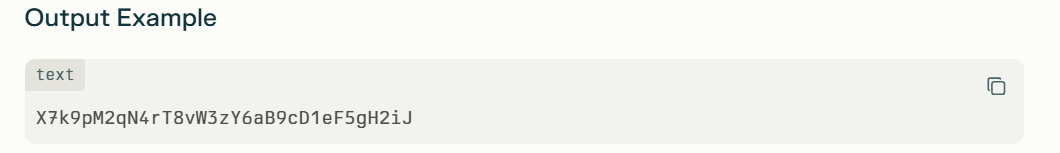 Output Example
text
X7k9pM2qN4rT8vW3zY6aB9cD1eF5gH2iJ